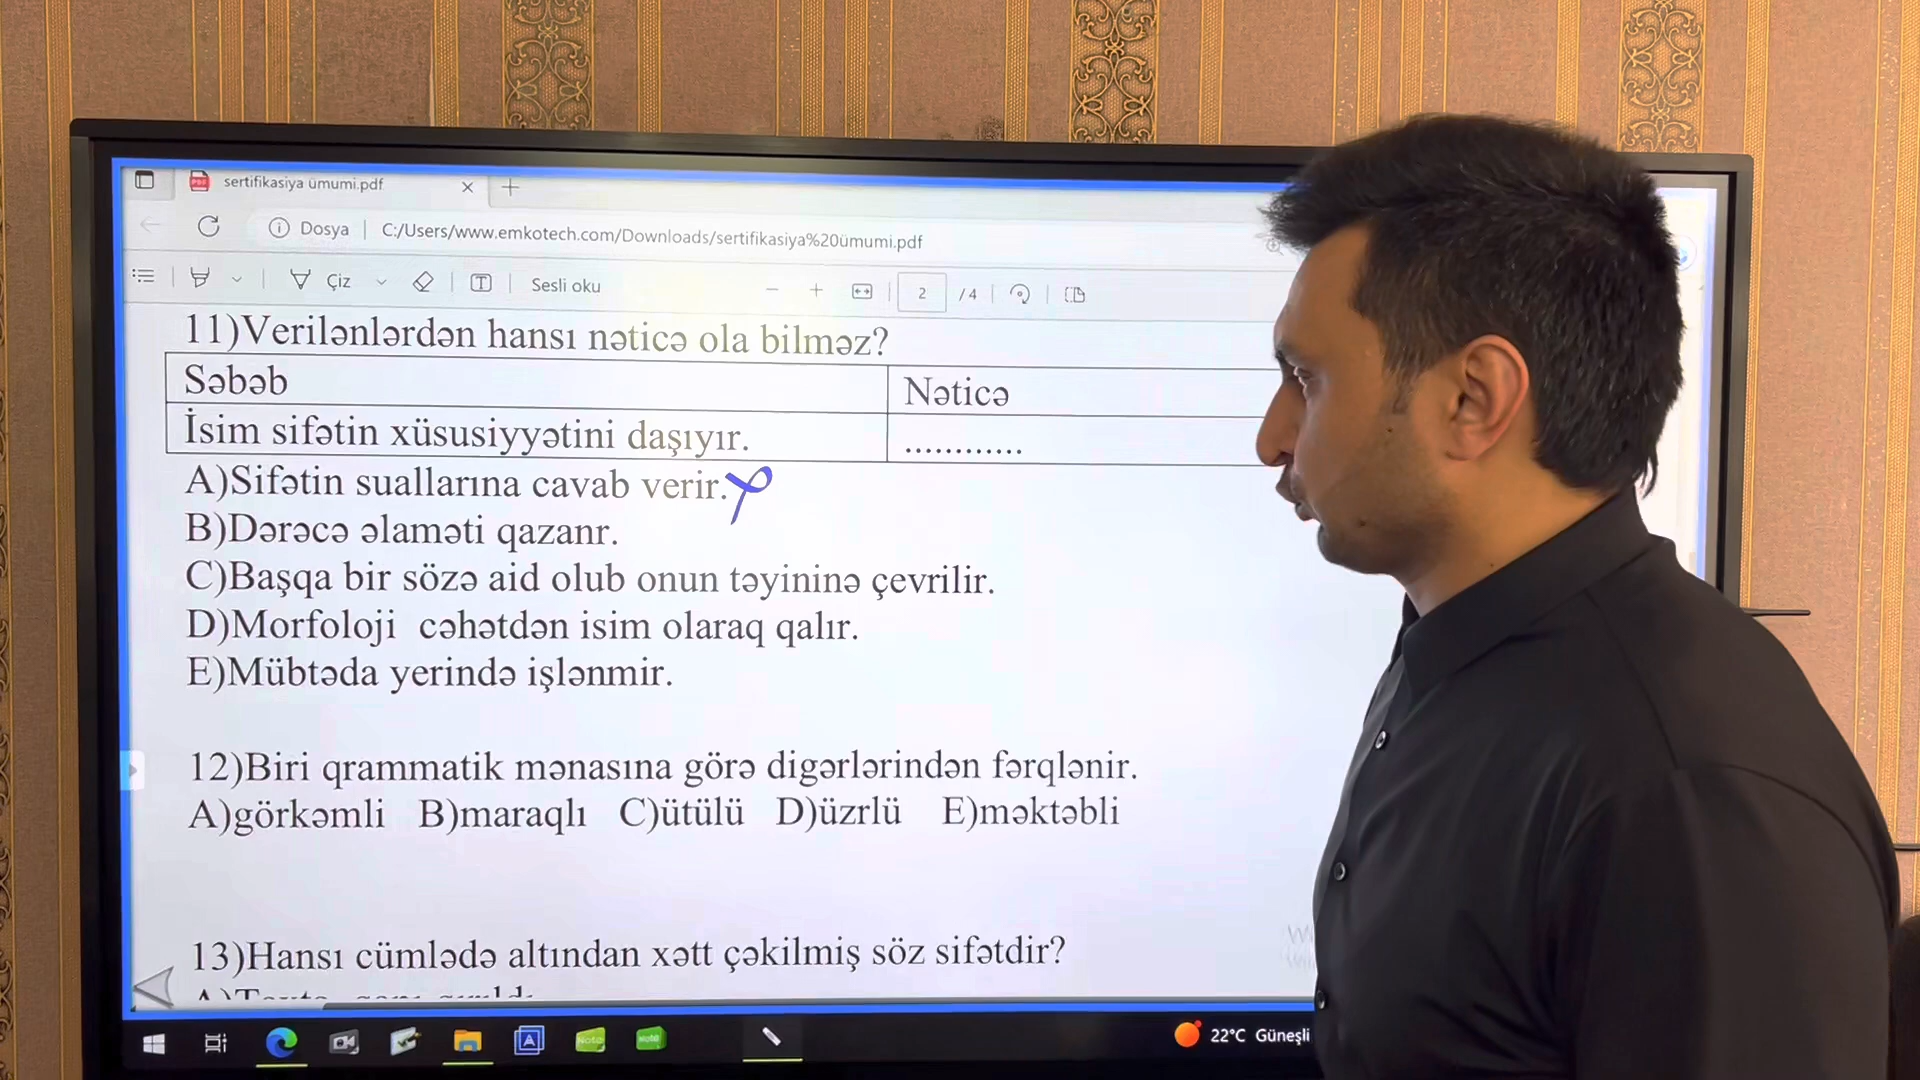 sertifikasiya ümumi.pdf
Dosya C:/Users/www.emkotech.com/Downloads/sertifikasiya%20ümumi.pdf
Çiz Sesli oku 2 /4
11)Verilənlərdən hansı nəticə ola bilməz?
Səbəb Nəticə
İsim sifətin xüsusiyyətini daşıyır. ............
A)Sifətin suallarına cavab verir.
B)Dərəcə əlaməti qazanr.
C)Başqa bir sözə aid olub onun təyininə çevrilir.
D)Morfoloji cəhətdən isim olaraq qalır.
E)Mübtəda yerində işlənmir.
12)Biri qrammatik mənasına görə digərlərindən fərqlənir.
A)görkəmli B)maraqlı C)ütülü D)üzrlü E)məktəbli
13)Hansı cümlədə altından xətt çəkilmiş söz sifətdir?
22°C Güneşli